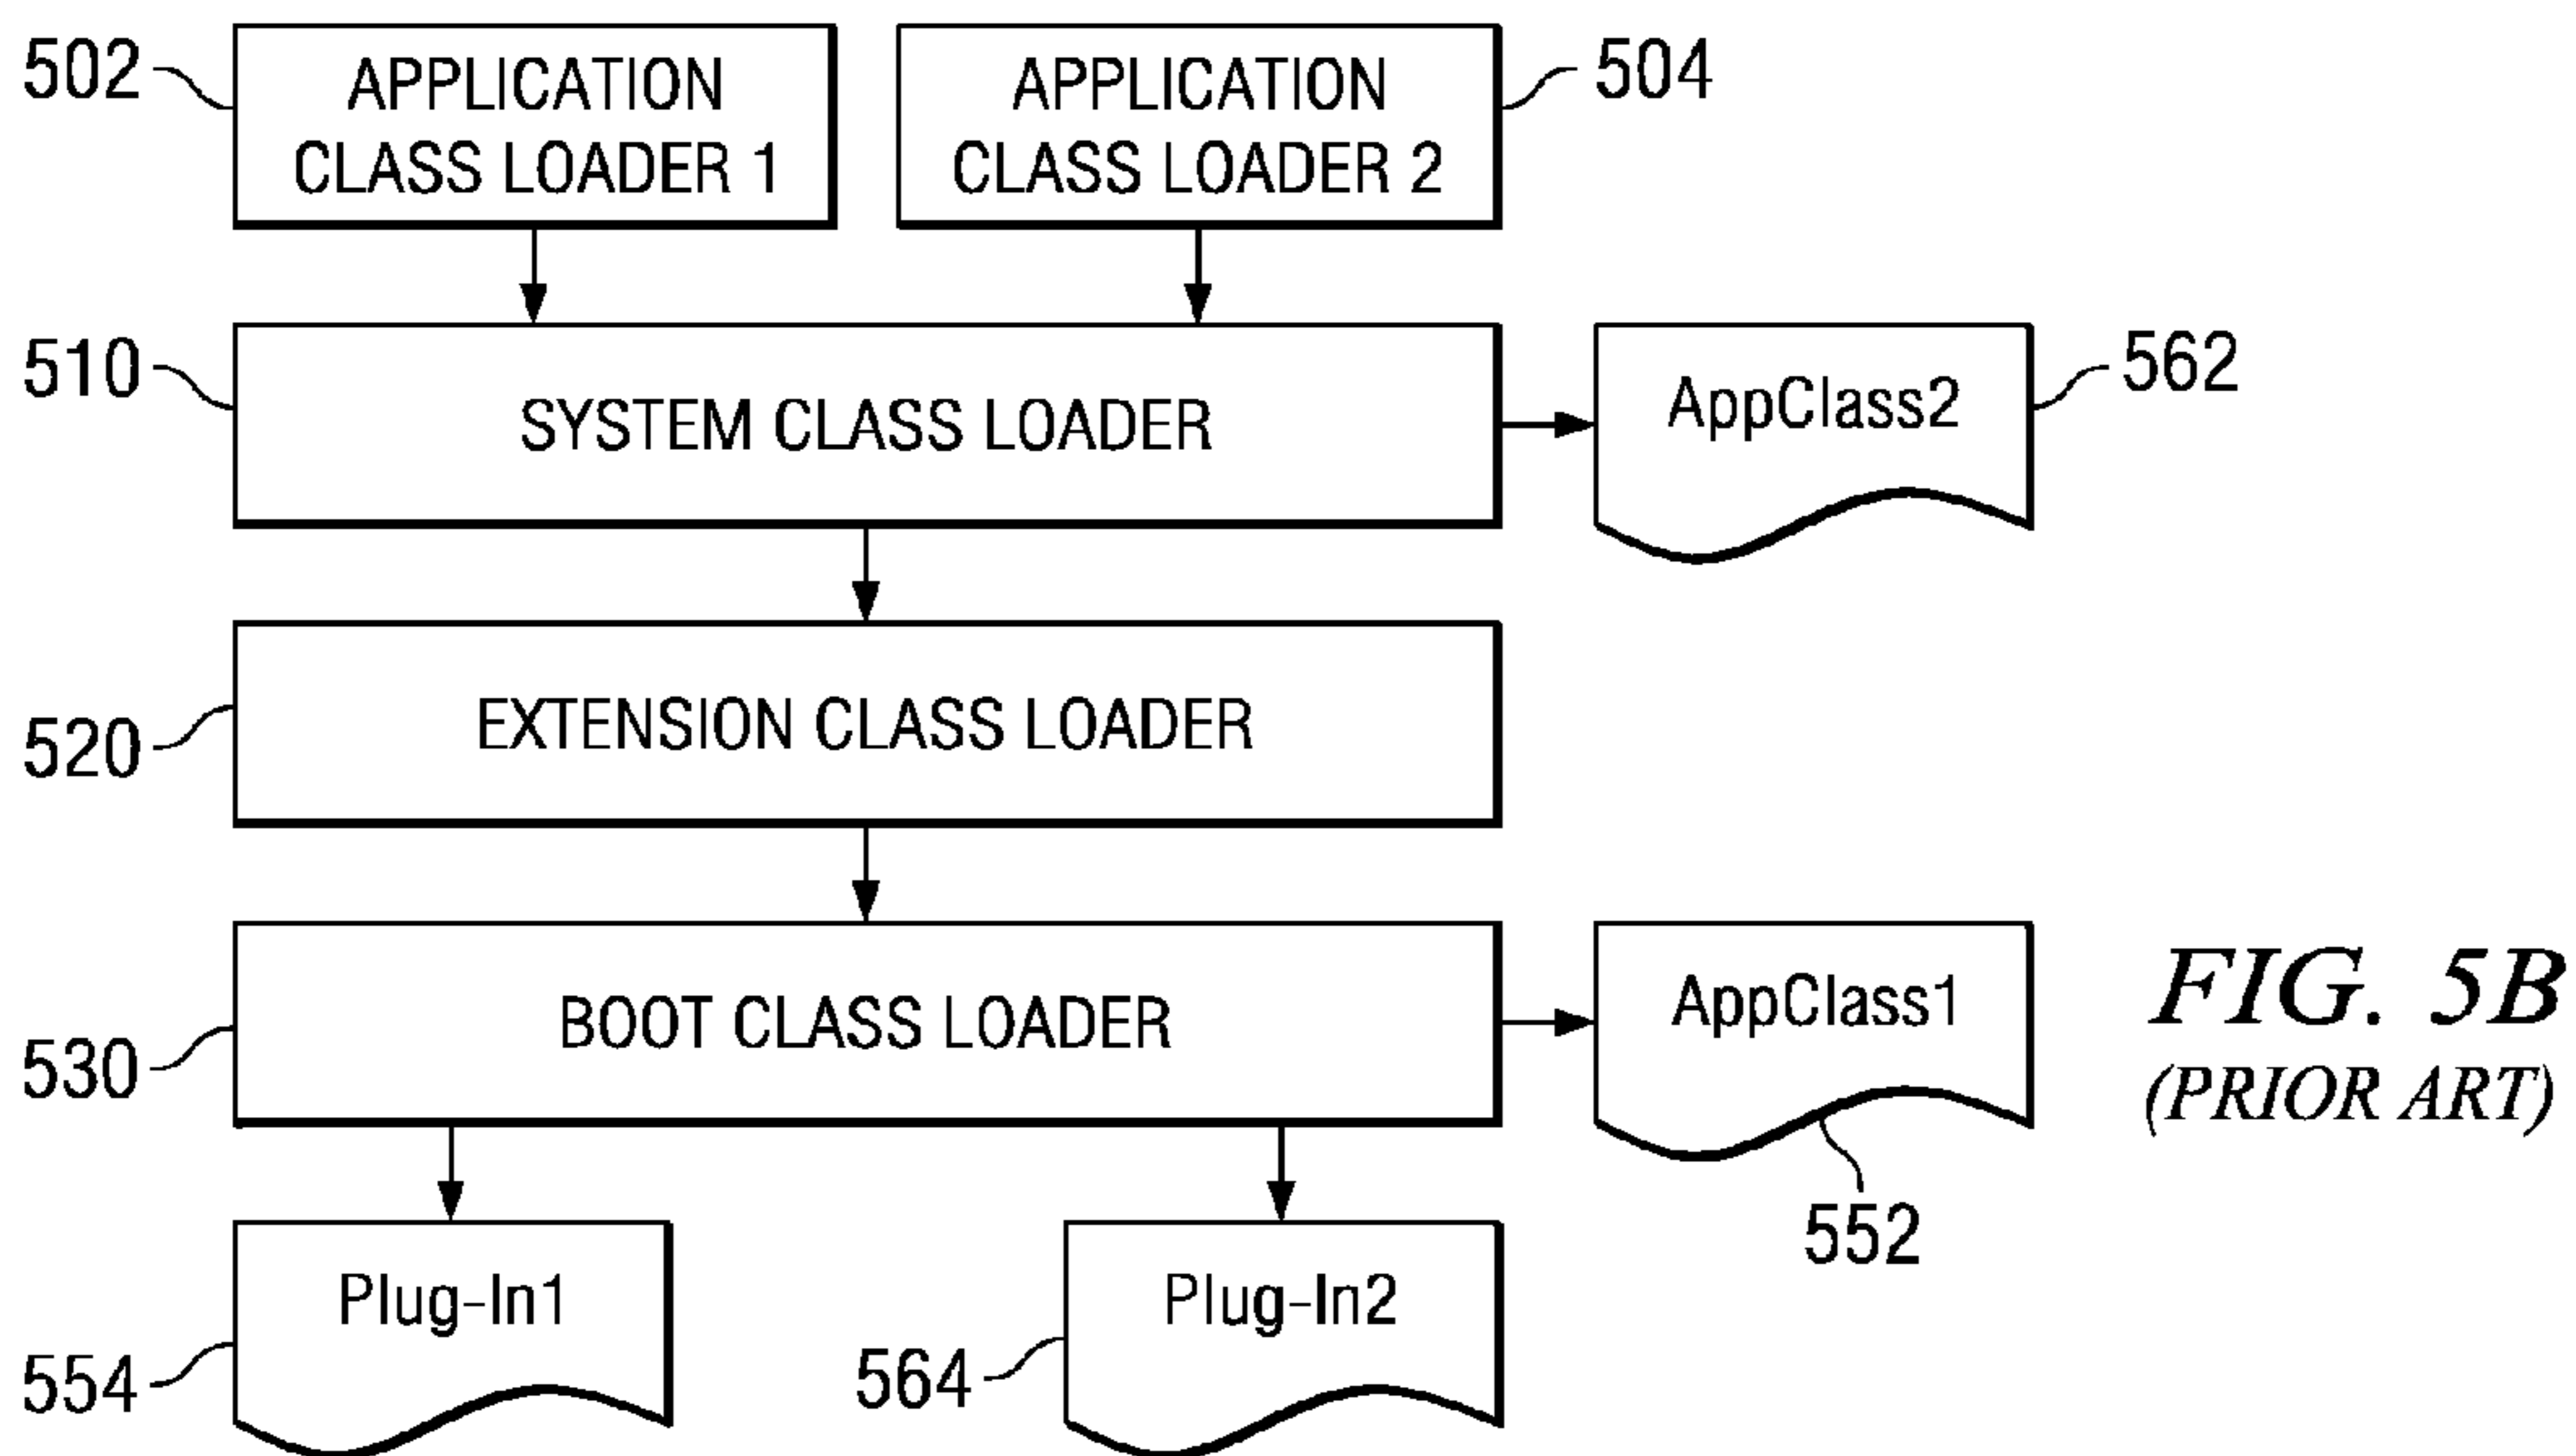 502
APPLICATION
CLASS LOADER 1
APPLICATION
CLASS LOADER 2
504
510
SYSTEM CLASS LOADER
AppClass2
562
520
EXTENSION CLASS LOADER
530
BOOT CLASS LOADER
AppClass1
552
FIG. 5B
(PRIOR ART)
554
Plug-In1
564
Plug-In2